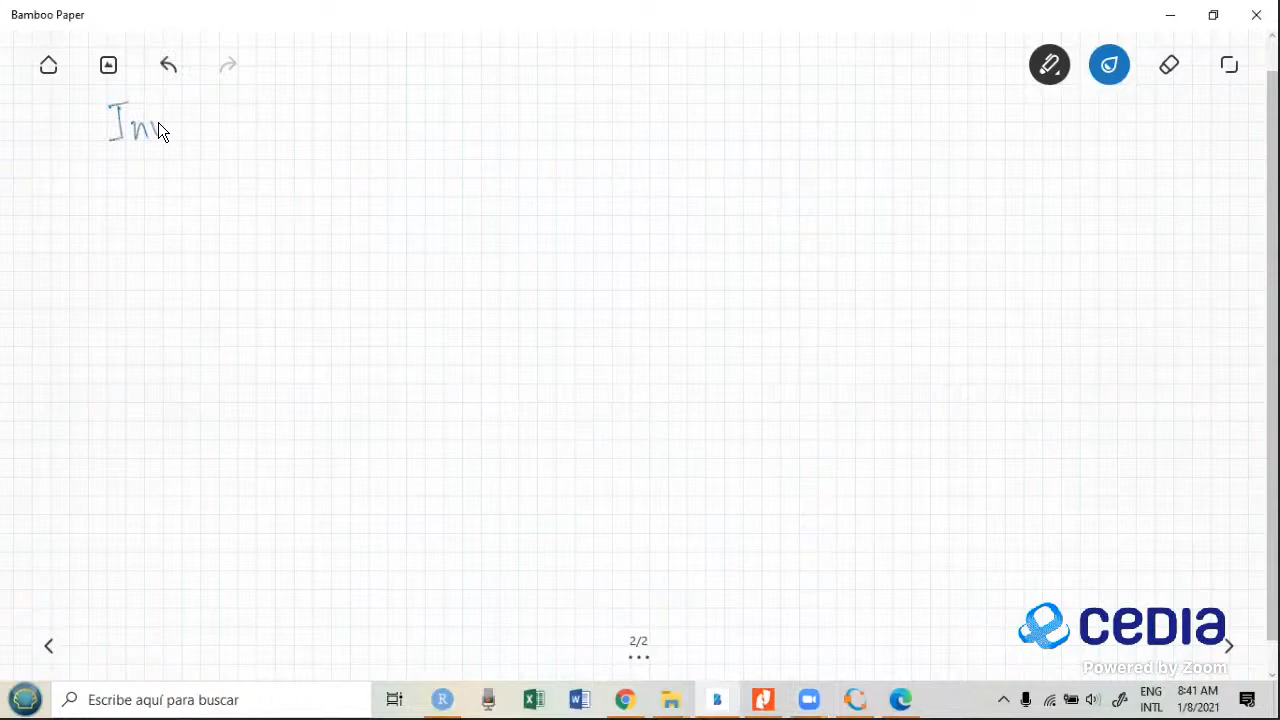 Bamboo Paper
Inv
2/2
CEDIA
Powered by Zoom
Escribe aquí para buscar
ENG
INTL
8:41 AM
1/8/2021